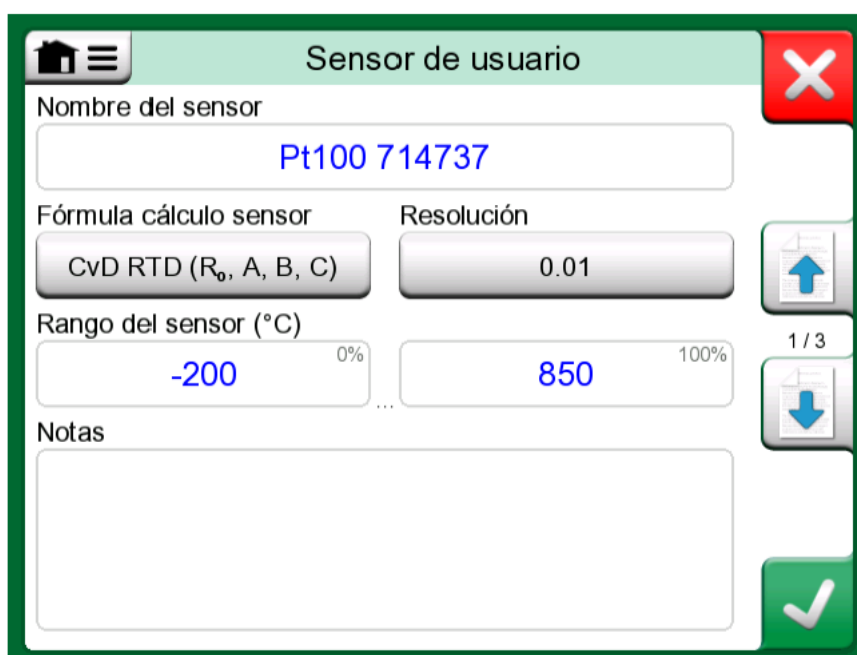 Sensor de usuario
Nombre del sensor
Pt100 714737
Fórmula cálculo sensor Resolución
CvD RTD (R₀, A, B, C) 0.01
Rango del sensor (°C)
-200 0% ... 850 100%
1 / 3
Notas